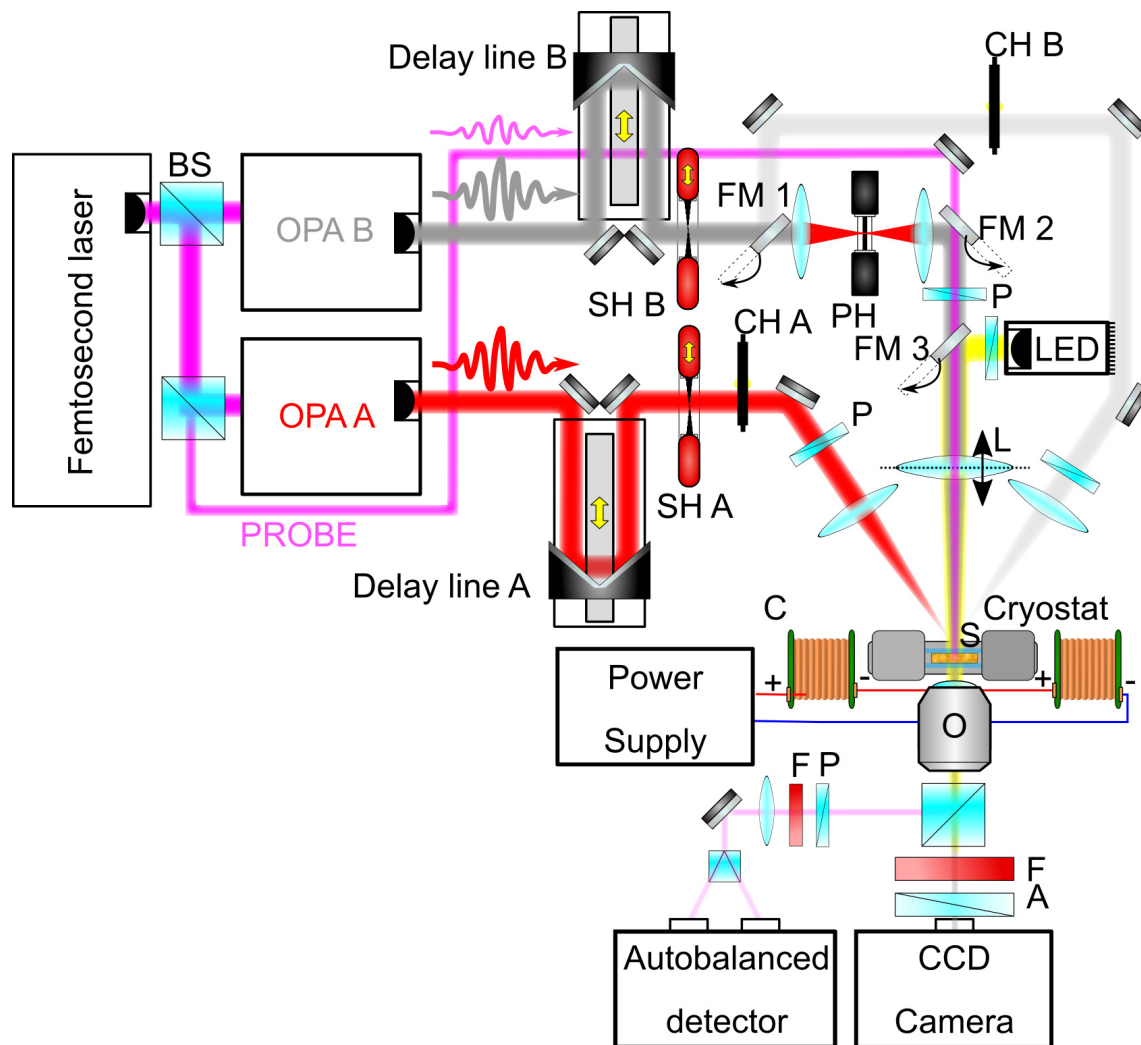 Delay line B
CH B
BS
Femtosecond laser
OPA B
FM 1
FM 2
SH B
PH
P
CH A
FM 3
LED
OPA A
P
L
SH A
PROBE
Delay line A
C
Cryostat
S
+
-
+
-
Power
Supply
O
F
P
F
A
Autobalanced
detector
CCD
Camera